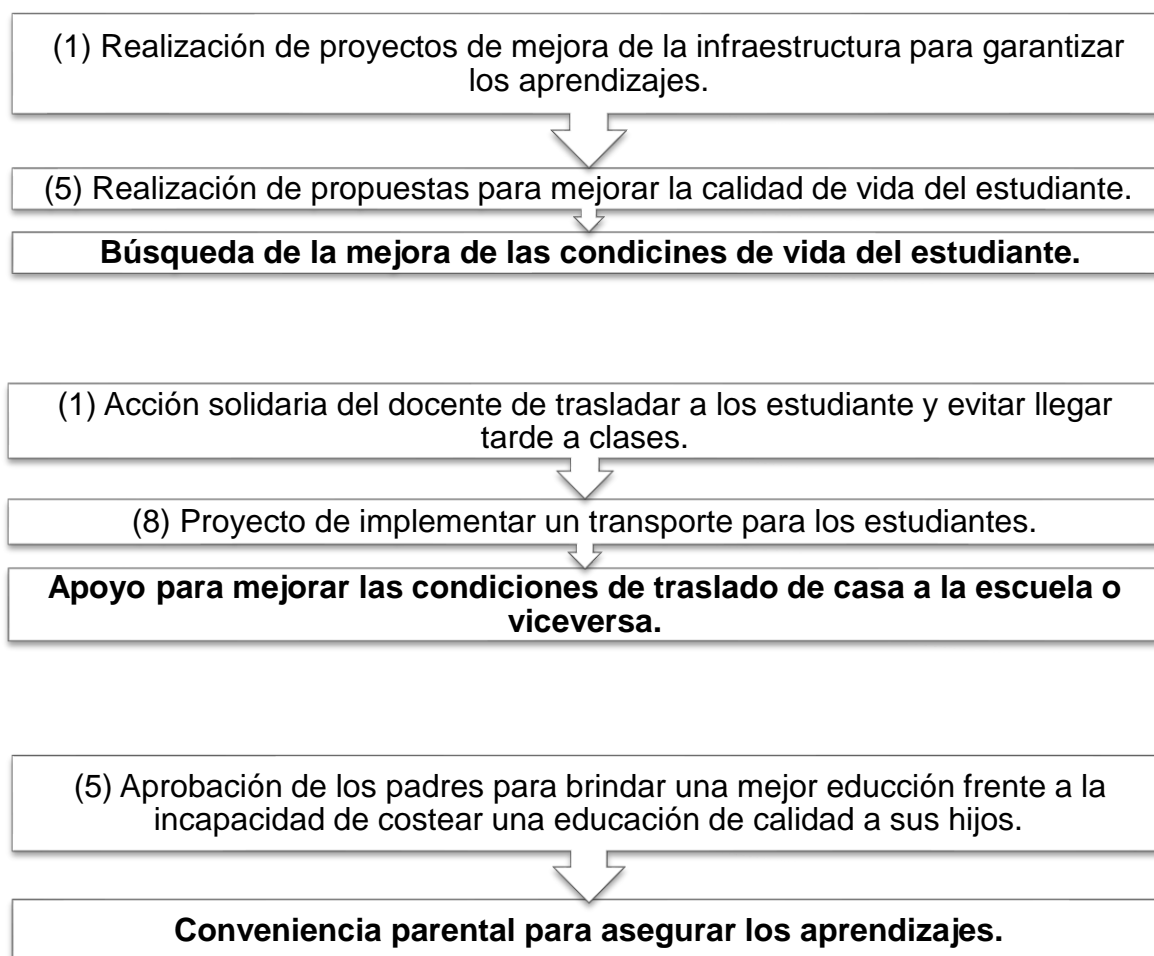 (1) Realización de proyectos de mejora de la infraestructura para garantizar
los aprendizajes.
(5) Realización de propuestas para mejorar la calidad de vida del estudiante.
Búsqueda de la mejora de las condicines de vida del estudiante.
(1) Acción solidaria del docente de trasladar a los estudiante y evitar llegar
tarde a clases.
(8) Proyecto de implementar un transporte para los estudiantes.
Apoyo para mejorar las condiciones de traslado de casa a la escuela o
viceversa.
(5) Aprobación de los padres para brindar una mejor educción frente a la
incapacidad de costear una educación de calidad a sus hijos.
Conveniencia parental para asegurar los aprendizajes.